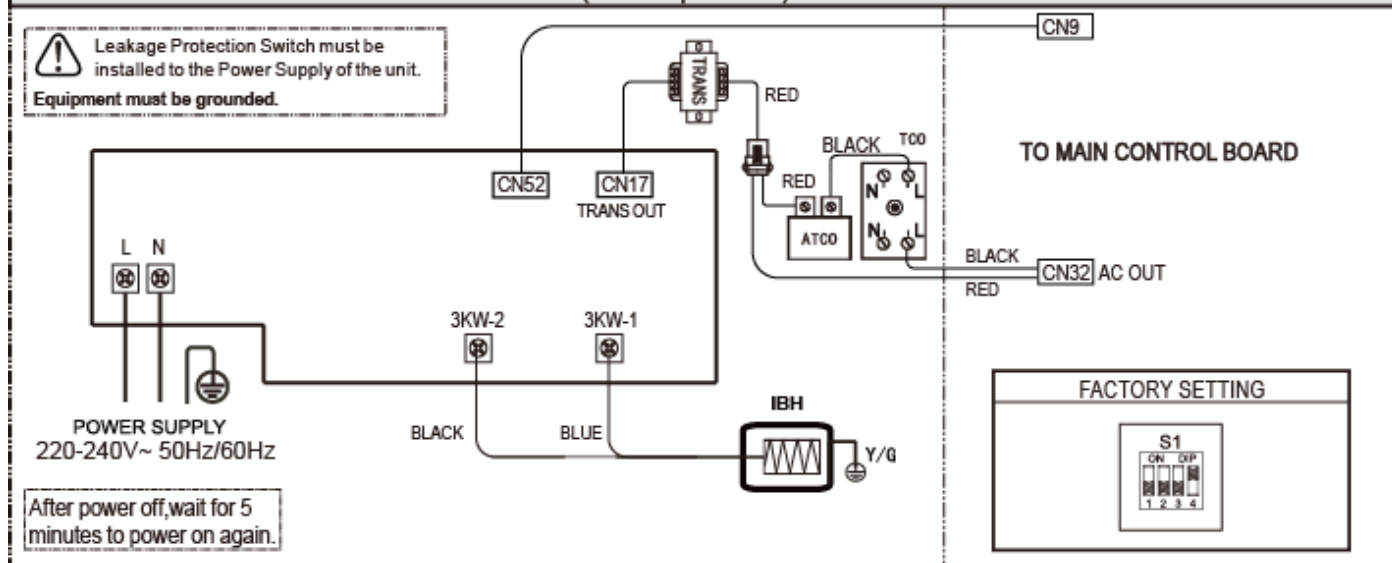 CN9
Leakage Protection Switch must be
installed to the Power Supply of the unit.
Equipment must be grounded.
TRANS
RED
BLACK
TCO
TO MAIN CONTROL BOARD
CN52
CN17
TRANS OUT
RED
N
L
ATCO
N
L
L
N
BLACK
CN32
AC OUT
RED
3KW-2
3KW-1
FACTORY SETTING
IBH
POWER SUPPLY
220-240V~ 50Hz/60Hz
BLACK
BLUE
Y/G
S1
ON DIP
1 2 3 4
After power off,wait for 5
minutes to power on again.